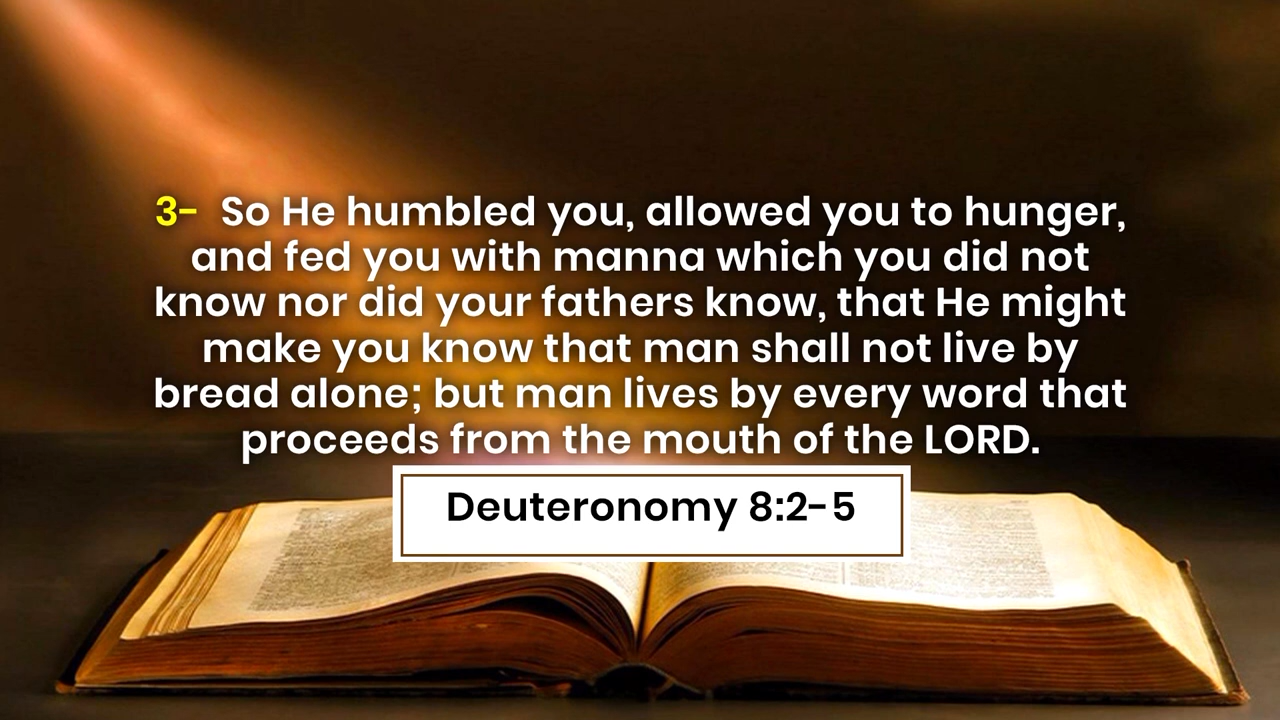 3- So He humbled you, allowed you to hunger,
and fed you with manna which you did not
know nor did your fathers know, that He might
make you know that man shall not live by
bread alone; but man lives by every word that
proceeds from the mouth of the LORD.
Deuteronomy 8:2-5